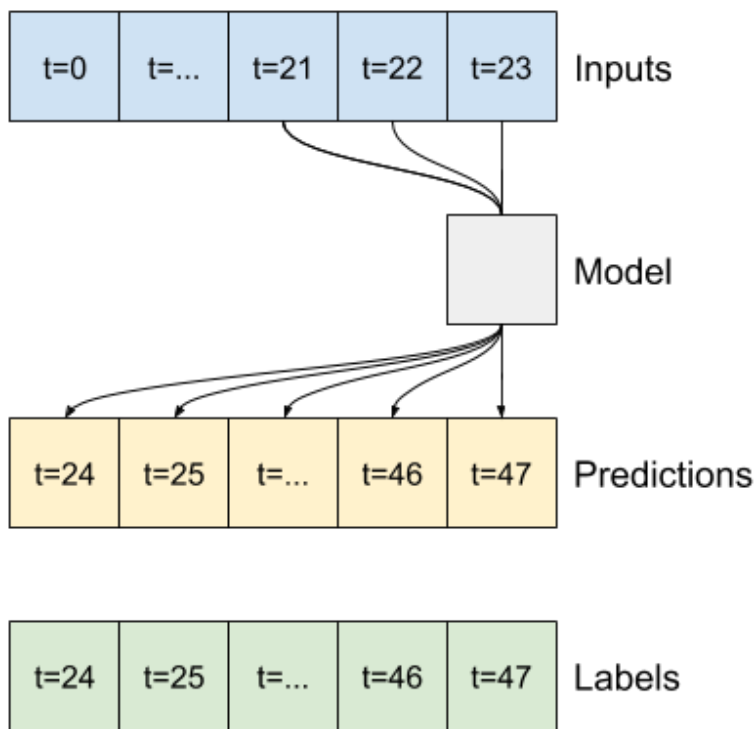 t=0 t=... t=21 t=22 t=23 Inputs
Model
t=24 t=25 t=... t=46 t=47 Predictions
t=24 t=25 t=... t=46 t=47 Labels